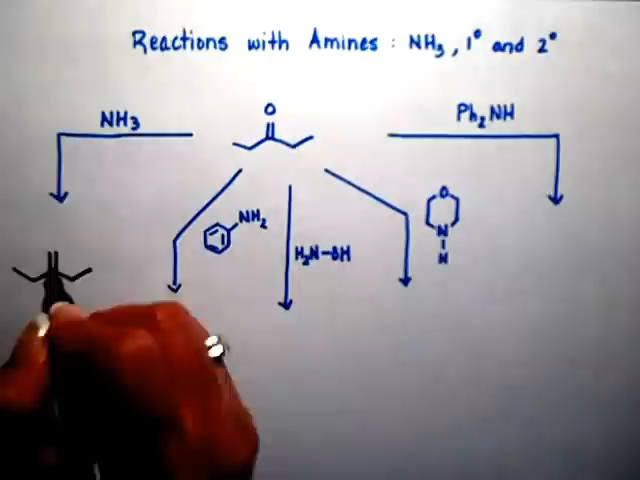 Reactions with Amines : NH3, 1° and 2°
NH3
O
Ph2NH
NH2
H2N-OH
O
N
H